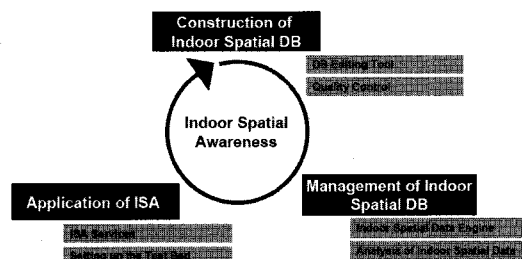 Construction of
Indoor Spatial DB
DB Editing Tool
Quality Control
Indoor Spatial
Awareness
Application of ISA
ISA Services
Management of Indoor
Spatial DB
Indoor Spatial Data Engine
Analysis of Indoor Spatial Data